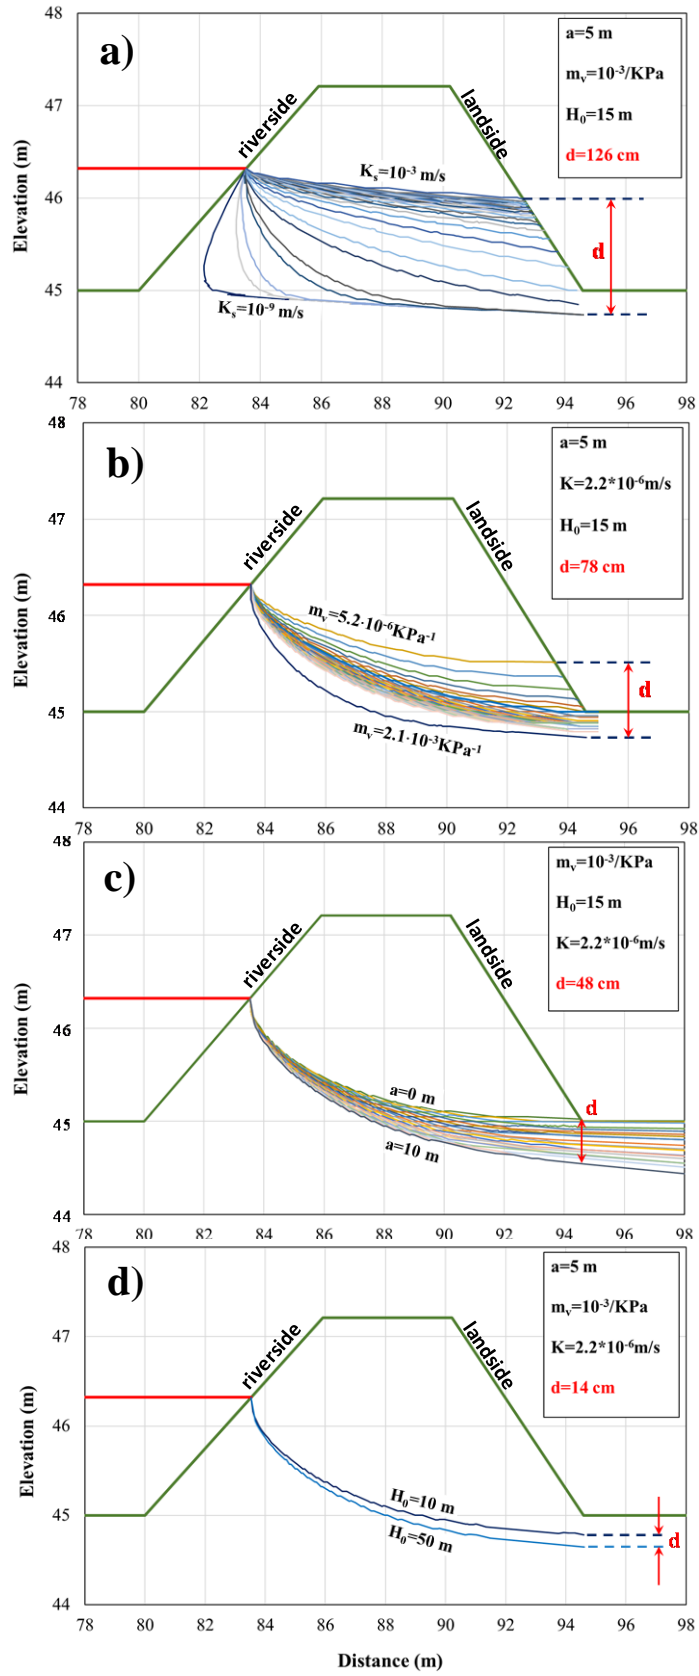 48
a)
a=5 m
mᵥ=10⁻³/KPa
H₀=15 m
d=126 cm
47
riverside
landside
Kₛ=10⁻³ m/s
46
d
45
Kₛ=10⁻⁹ m/s
44
Elevation (m)
78 80 82 84 86 88 90 92 94 96 98
48
b)
a=5 m
K=2.2*10⁻⁶m/s
H₀=15 m
d=78 cm
47
riverside
landside
46
mᵥ=5.2·10⁻⁶KPa⁻¹
d
45
mᵥ=2.1·10⁻³KPa⁻¹
44
Elevation (m)
78 80 82 84 86 88 90 92 94 96 98
48
c)
mᵥ=10⁻³/KPa
H₀=15 m
K=2.2*10⁻⁶m/s
d=48 cm
47
riverside
landside
46
a=0 m
d
45
a=10 m
44
Elevation (m)
78 80 82 84 86 88 90 92 94 96 98
48
d)
a=5 m
mᵥ=10⁻³/KPa
K=2.2*10⁻⁶m/s
d=14 cm
47
riverside
landside
46
H₀=10 m
45
H₀=50 m
d
44
Elevation (m)
78 80 82 84 86 88 90 92 94 96 98
Distance (m)